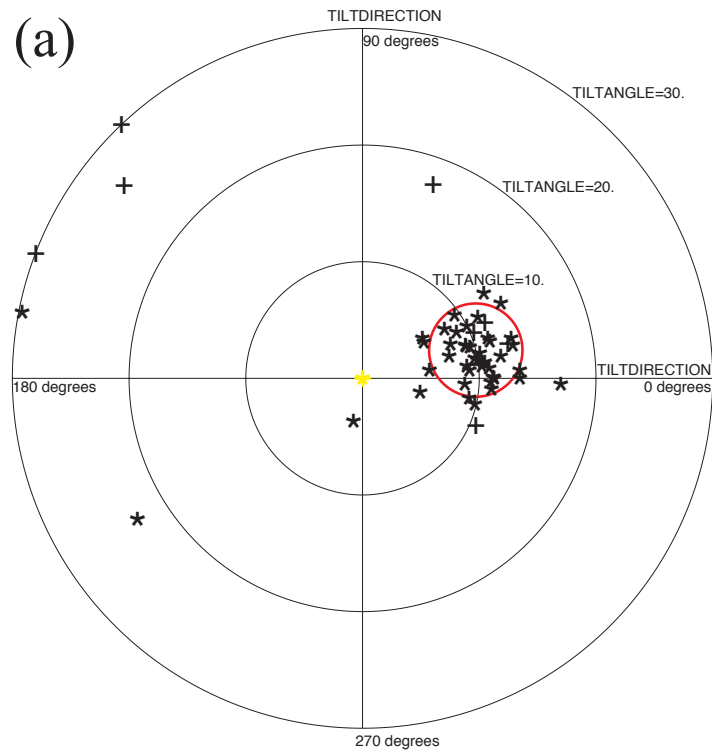 (a)
TILTDIRECTION
90 degrees
TILTANGLE=30.
TILTANGLE=20.
TILTANGLE=10.
TILTDIRECTION
180 degrees
0 degrees
270 degrees